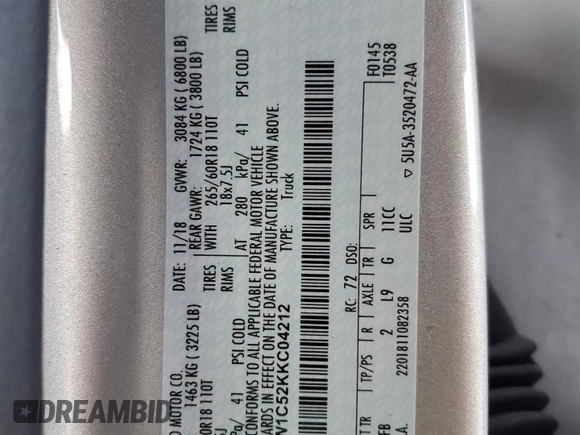 D MOTOR CO.
DATE: 11/18 GVWR: 3084 KG ( 6800 LB)
1463 KG ( 3225 LB) REAR GAWR: 1724 KG ( 3800 LB)
0R18 110T TIRES WITH 265/60R18 110T TIRES
5J RIMS 18x7.5J RIMS
kPa/ 41 PSI COLD AT 280 kPa/ 41 PSI COLD
CONFORMS TO ALL APPLICABLE FEDERAL MOTOR VEHICLE
ARDS IN EFFECT ON THE DATE OF MANUFACTURE SHOWN ABOVE.
V1C52KKC04212 TYPE: Truck
F0145
RC: 72 DSO: T0538
T TR TP/PS R AXLE TR SPR
FB 2 L9 G 11CC
.A. 2201811082358 ULC ▽ 5U5A-3520472-AA
DREAMBID